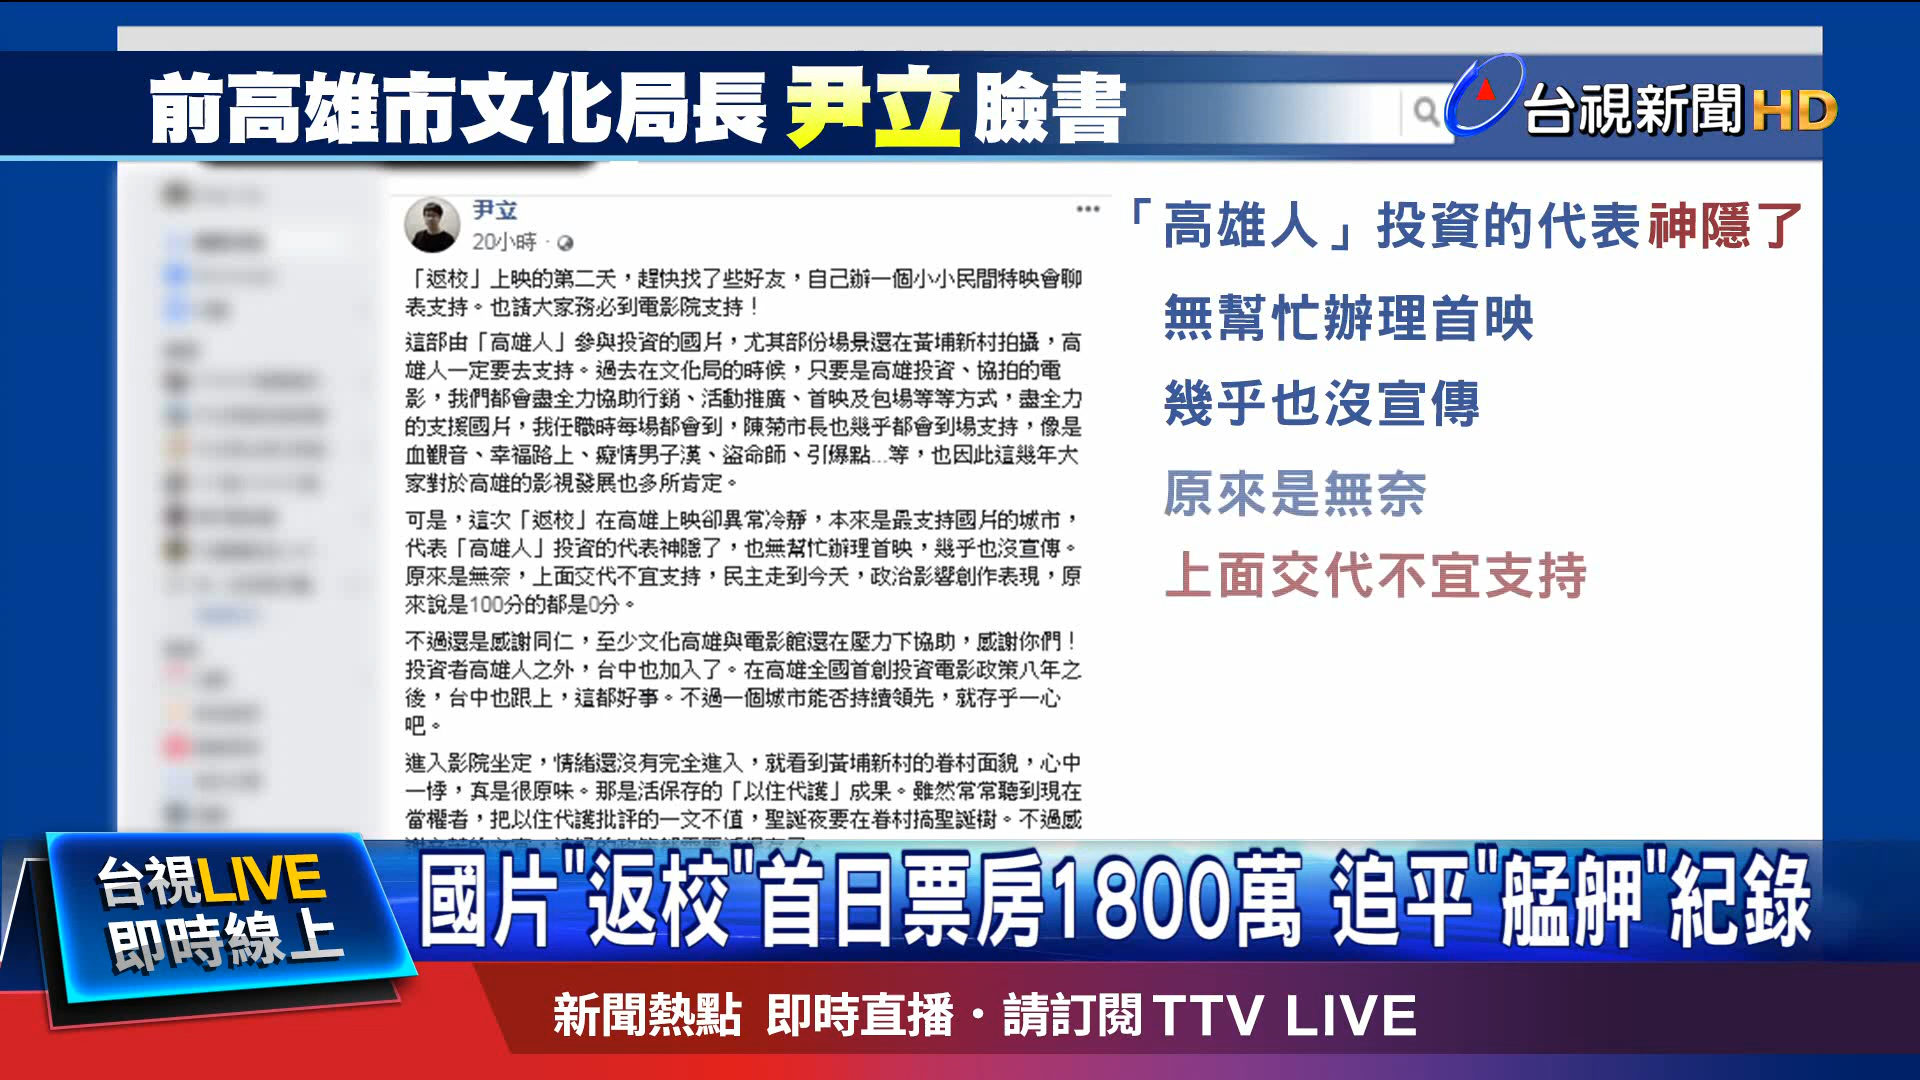 前高雄市文化局長尹立臉書
台視新聞HD
尹立
20小時
「返校」上映的第二天，趕快找了些好友，自己辦一個小小民間特映會聊
表支持。也請大家務必到電影院支持！
這部由「高雄人」參與投資的國片，尤其部份場景還在黃埔新村拍攝，高
雄人一定要去支持。過去在文化局的時候，只要是高雄投資、協拍的電
影，我們都會盡全力協助行銷、活動推廣、首映及包場等等方式，盡全力
的支援國片，我任職時每場都會到，陳菊市長也幾乎都會到場支持，像是
血觀音、幸福路上、癡情男子漢、盜命師、引爆點...等，也因此這幾年大
家對於高雄的影視發展也多所肯定。
可是，這次「返校」在高雄上映卻異常冷靜，本來是最支持國片的城市，
代表「高雄人」投資的代表神隱了，也無幫忙辦理首映，幾乎也沒宣傳。
原來是無奈，上面交代不宜支持，民主走到今天，政治影響創作表現，原
來說是100分的都是0分。
不過還是感謝同仁，至少文化高雄與電影館還在壓力下協助，感謝你們！
投資者高雄人之外，台中也加入了。在高雄全國首創投資電影政策八年之
後，台中也跟上，這都好事。不過一個城市能否持續領先，就存乎一心
吧。
進入影院坐定，情緒還沒有完全進入，就看到黃埔新村的眷村面貌，心中
一悸，真是很原味。那是活保存的「以住代護」成果。雖然常常聽到現在
當權者，把以住代護批評的一文不值，聖誕夜要在眷村搞聖誕樹。不過感
「高雄人」投資的代表神隱了
無幫忙辦理首映
幾乎也沒宣傳
原來是無奈
上面交代不宜支持
台視LIVE
即時線上
國片"返校"首日票房1800萬 追平"艋舺"紀錄
新聞熱點 即時直播・請訂閱TTV LIVE